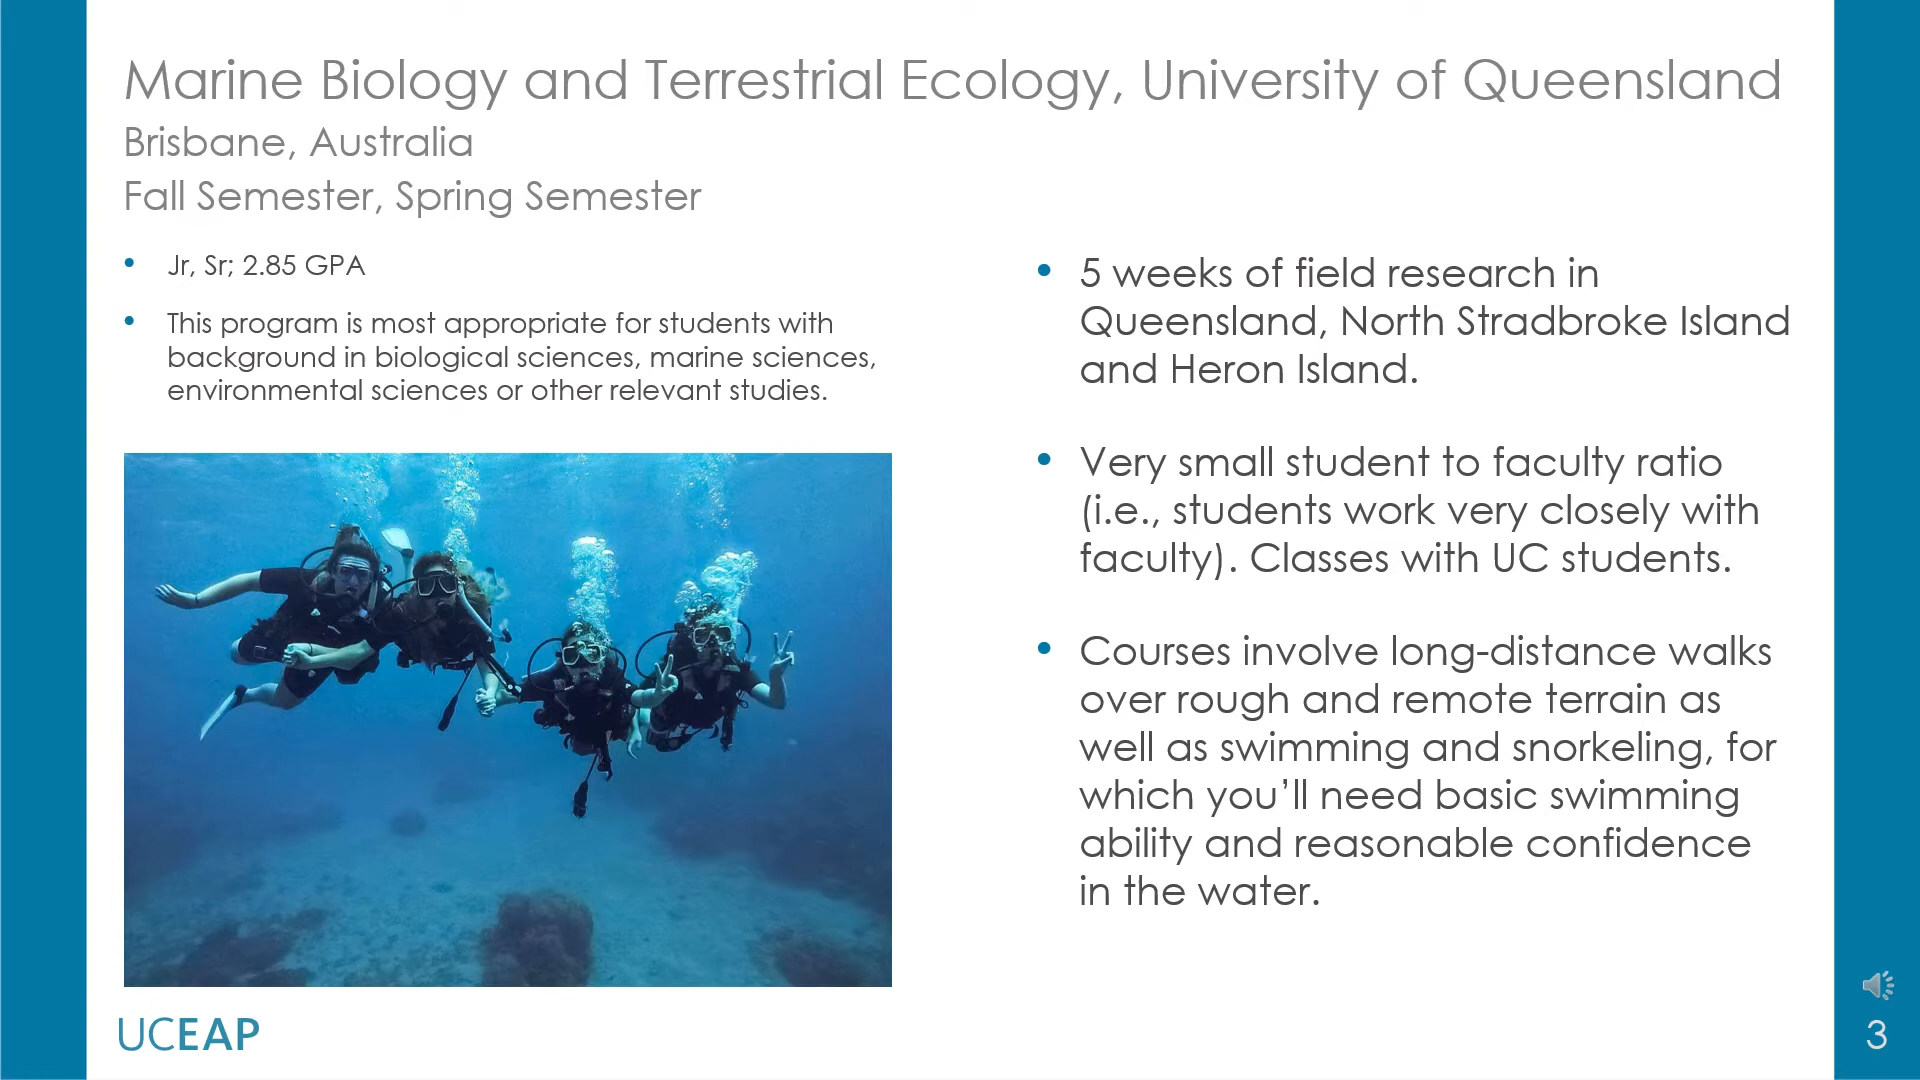 Marine Biology and Terrestrial Ecology, University of Queensland
Brisbane, Australia
Fall Semester, Spring Semester
• Jr, Sr; 2.85 GPA
• This program is most appropriate for students with
background in biological sciences, marine sciences,
environmental sciences or other relevant studies.
• 5 weeks of field research in
Queensland, North Stradbroke Island
and Heron Island.
• Very small student to faculty ratio
(i.e., students work very closely with
faculty). Classes with UC students.
• Courses involve long-distance walks
over rough and remote terrain as
well as swimming and snorkeling, for
which you’ll need basic swimming
ability and reasonable confidence
in the water.
UCEAP
3